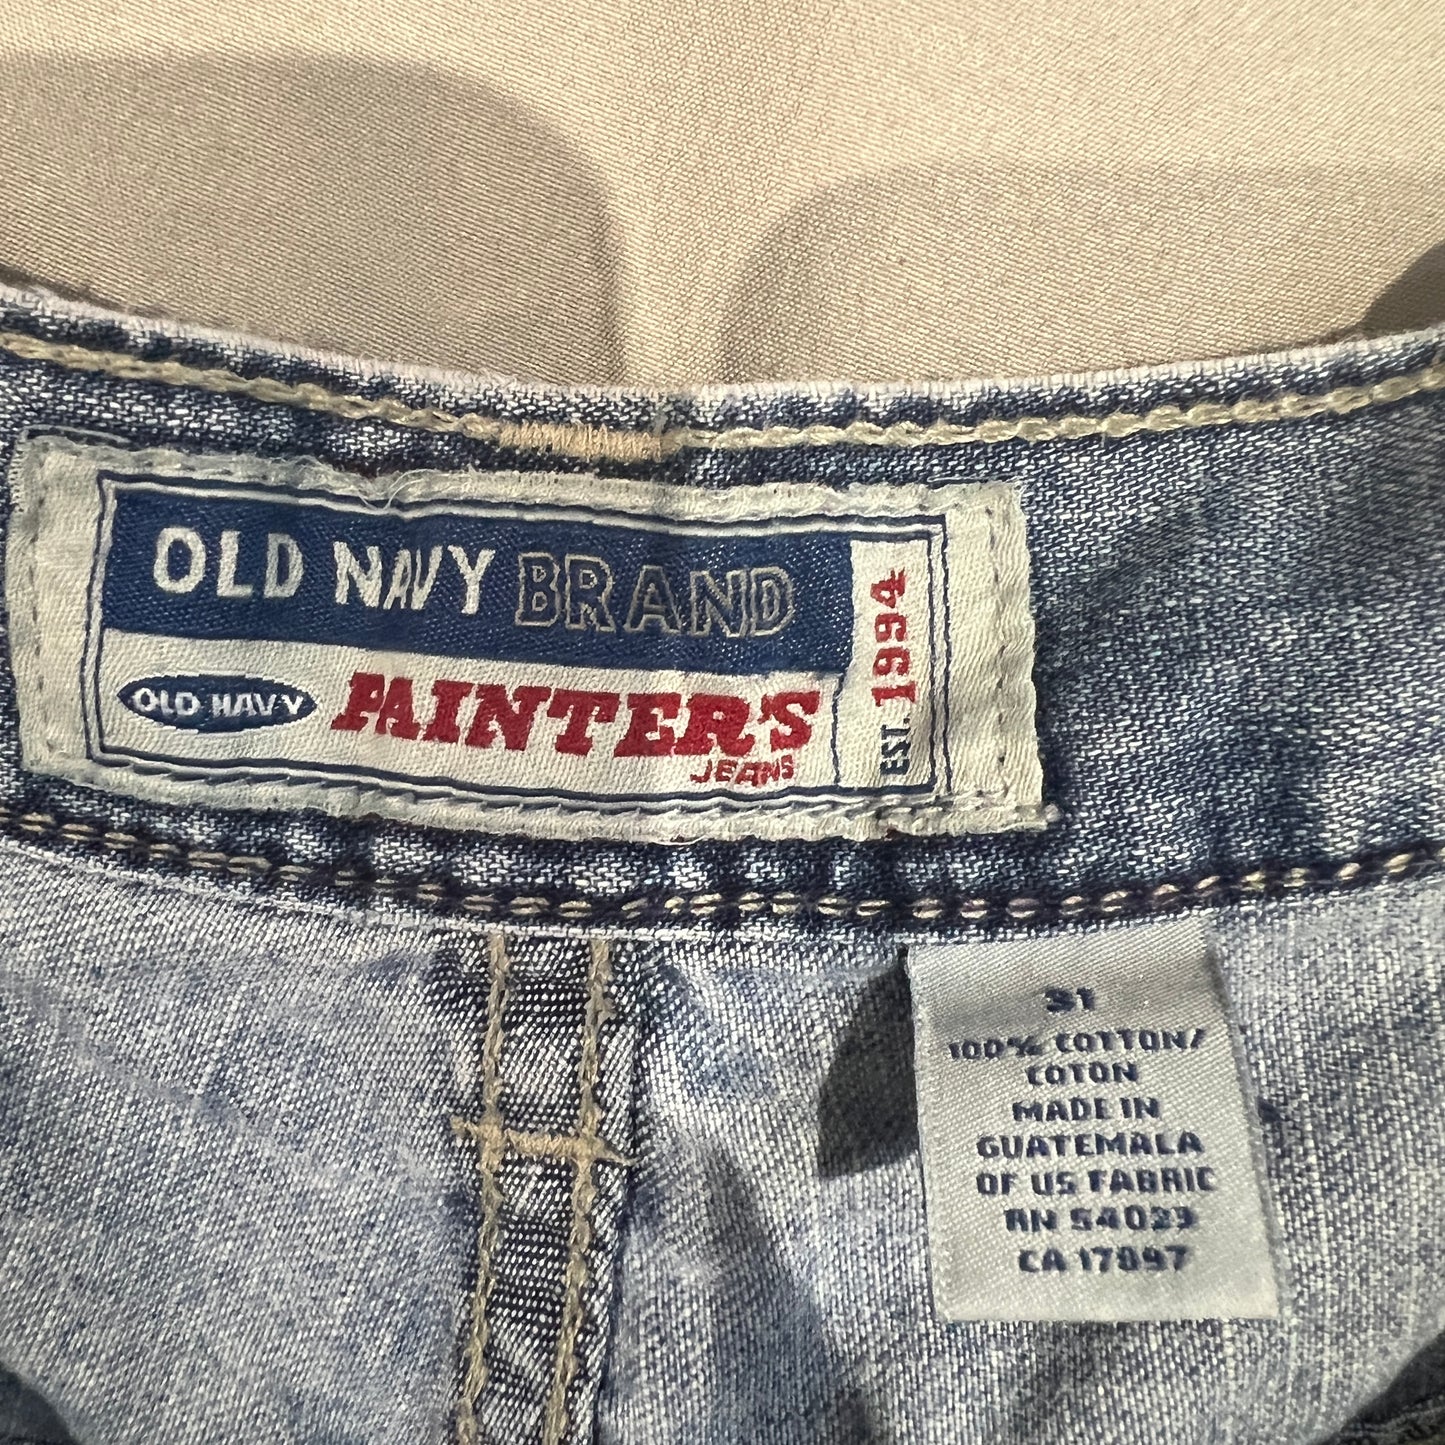 OLD NAVY BRAND
OLD NAVY PAINTER'S
JEANS
EST. 1994
31
100% COTTON/
COTON
MADE IN
GUATEMALA
OF US FABRIC
RN 54023
CA 17897